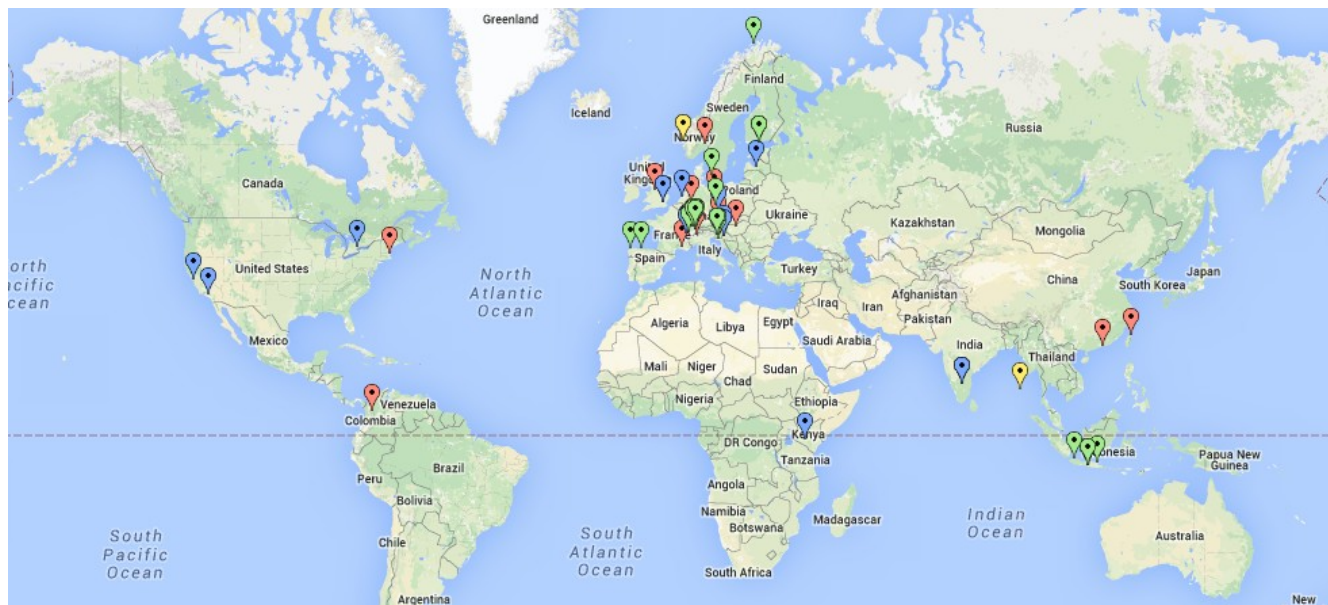 Greenland
Iceland
Finland
Sweden
Norway
Russia
Canada
United
Kingdom
Poland
Ukraine
France
Kazakhstan
Mongolia
Italy
Spain
United States
North
Atlantic
Ocean
orth
acific
cean
Turkey
China
Japan
South Korea
Iraq
Iran
Afghanistan
Pakistan
Algeria
Libya
Egypt
Saudi Arabia
India
Thailand
Mexico
Mali
Niger
Chad
Sudan
Nigeria
Ethiopia
Venezuela
Colombia
DR Congo
Kenya
Tanzania
onesia
Papua New
Guinea
Brazil
Peru
Bolivia
Angola
Namibia
Botswana
Madagascar
Indian
Ocean
South
Pacific
Ocean
South
Atlantic
Ocean
Chile
South Africa
Australia
Argentina
New